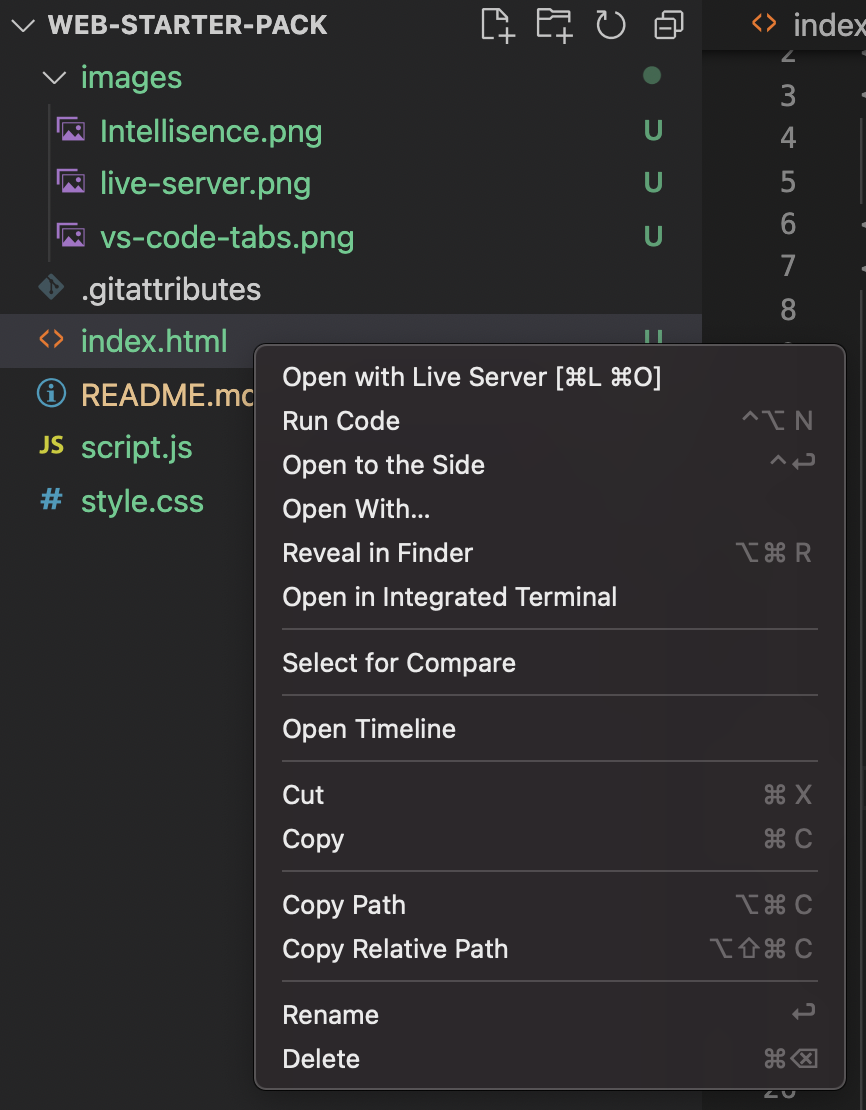 WEB-STARTER-PACK
index
images
Intellisence.png U
live-server.png U
vs-code-tabs.png U
.gitattributes
index.html U
README.md
JS script.js
# style.css
2
3
4
5
6
7
8
Open with Live Server [⌘L ⌘O]
Run Code ^⌥ N
Open to the Side ^⏎
Open With...
Reveal in Finder ⌥⌘ R
Open in Integrated Terminal
Select for Compare
Open Timeline
Cut ⌘ X
Copy ⌘ C
Copy Path ⌥⌘ C
Copy Relative Path ⌥⇧⌘ C
Rename ⏎
Delete ⌘⌫